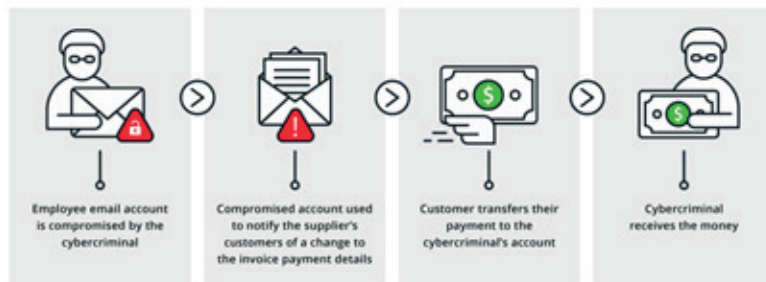 Employee email account
is compromised by the
cybercriminal
Compromised account used
to notify the supplier's
customers of a change to
the invoice payment details
Customer transfers their
payment to the
cybercriminal's account
Cybercriminal
receives the money